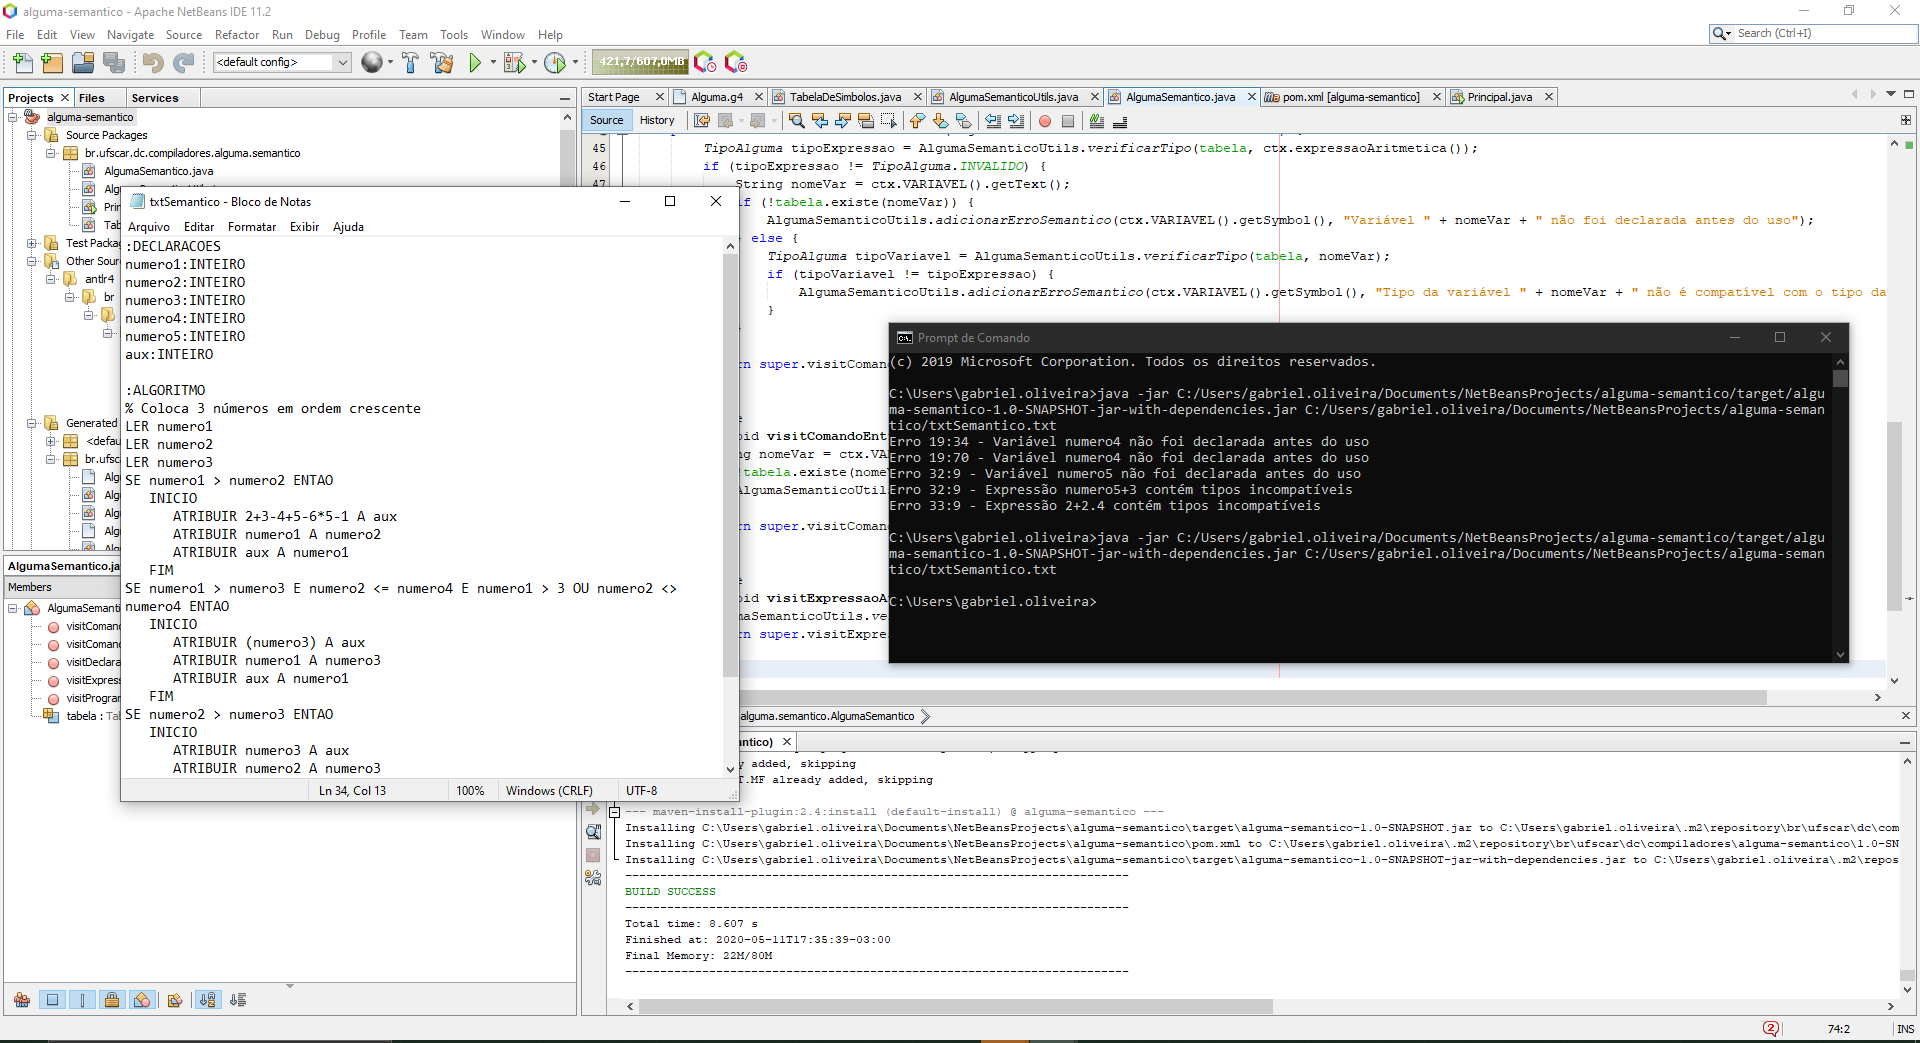 alguma-semantico - Apache NetBeans IDE 11.2
File Edit View Navigate Source Refactor Run Debug Profile Team Tools Window Help
Search (Ctrl+I)
<default config>
421,7/607,0MB
Projects Files Services
alguma-semantico
Source Packages
br.ufscar.dc.compiladores.alguma.semantico
AlgumaSemantico.java
Test Packag
Other Sour
antlr4
br
Generated
<defau
br.ufsca
AlgumaSemantico.ja
Members
AlgumaSemanti
visitComand
visitComand
visitDeclara
visitExpress
visitPrograr
tabela : Tab
txtSemantico - Bloco de Notas
Arquivo Editar Formatar Exibir Ajuda
:DECLARACOES
numero1:INTEIRO
numero2:INTEIRO
numero3:INTEIRO
numero4:INTEIRO
numero5:INTEIRO
aux:INTEIRO
:ALGORITMO
% Coloca 3 números em ordem crescente
LER numero1
LER numero2
LER numero3
SE numero1 > numero2 ENTAO
INICIO
ATRIBUIR 2+3-4+5-6*5-1 A aux
ATRIBUIR numero1 A numero2
ATRIBUIR aux A numero1
FIM
SE numero1 > numero3 E numero2 <= numero4 E numero1 > 3 OU numero2 <>
numero4 ENTAO
INICIO
ATRIBUIR (numero3) A aux
ATRIBUIR numero1 A numero3
ATRIBUIR aux A numero1
FIM
SE numero2 > numero3 ENTAO
INICIO
ATRIBUIR numero3 A aux
ATRIBUIR numero2 A numero3
Ln 34, Col 13 100% Windows (CRLF) UTF-8
Start Page Alguma.g4 TabelaDeSimbolos.java AlgumaSemanticoUtils.java AlgumaSemantico.java pom.xml [alguma-semantico] Principal.java
Source History
45 TipoAlguma tipoExpressao = AlgumaSemanticoUtils.verificarTipo(tabela, ctx.expressaoAritmetica());
46 if (tipoExpressao != TipoAlguma.INVALIDO) {
47 String nomeVar = ctx.VARIAVEL().getText();
if (!tabela.existe(nomeVar)) {
AlgumaSemanticoUtils.adicionarErroSemantico(ctx.VARIAVEL().getSymbol(), "Variável " + nomeVar + " não foi declarada antes do uso");
else {
TipoAlguma tipoVariavel = AlgumaSemanticoUtils.verificarTipo(tabela, nomeVar);
if (tipoVariavel != tipoExpressao) {
AlgumaSemanticoUtils.adicionarErroSemantico(ctx.VARIAVEL().getSymbol(), "Tipo da variável " + nomeVar + " não é compatível com o tipo da
}
rn super.visitComan
oid visitComandoEnt
ng nomeVar = ctx.VA
!tabela.existe(nomeV
AlgumaSemanticoUtil
rn super.visitComan
oid visitExpressaoA
gumaSemanticoUtils.ve
rn super.visitExpre
Prompt de Comando
(c) 2019 Microsoft Corporation. Todos os direitos reservados.
C:\Users\gabriel.oliveira>java -jar C:/Users/gabriel.oliveira/Documents/NetBeansProjects/alguma-semantico/target/algu
ma-semantico-1.0-SNAPSHOT-jar-with-dependencies.jar C:/Users/gabriel.oliveira/Documents/NetBeansProjects/alguma-seman
tico/txtSemantico.txt
Erro 19:34 - Variável numero4 não foi declarada antes do uso
Erro 19:70 - Variável numero4 não foi declarada antes do uso
Erro 32:9 - Variável numero5 não foi declarada antes do uso
Erro 32:9 - Expressão numero5+3 contém tipos incompatíveis
Erro 33:9 - Expressão 2+2.4 contém tipos incompatíveis
C:\Users\gabriel.oliveira>java -jar C:/Users/gabriel.oliveira/Documents/NetBeansProjects/alguma-semantico/target/algu
ma-semantico-1.0-SNAPSHOT-jar-with-dependencies.jar C:/Users/gabriel.oliveira/Documents/NetBeansProjects/alguma-seman
tico/txtSemantico.txt
C:\Users\gabriel.oliveira>
alguma.semantico.AlgumaSemantico
ntico)
y added, skipping
T.MF already added, skipping
--- maven-install-plugin:2.4:install (default-install) @ alguma-semantico ---
Installing C:\Users\gabriel.oliveira\Documents\NetBeansProjects\alguma-semantico\target\alguma-semantico-1.0-SNAPSHOT.jar to C:\Users\gabriel.oliveira\.m2\repository\br\ufscar\dc\com
Installing C:\Users\gabriel.oliveira\Documents\NetBeansProjects\alguma-semantico\pom.xml to C:\Users\gabriel.oliveira\.m2\repository\br\ufscar\dc\compiladores\alguma-semantico\1.0-SN
Installing C:\Users\gabriel.oliveira\Documents\NetBeansProjects\alguma-semantico\target\alguma-semantico-1.0-SNAPSHOT-jar-with-dependencies.jar to C:\Users\gabriel.oliveira\.m2\repos
BUILD SUCCESS
Total time: 8.607 s
Finished at: 2020-05-11T17:35:39-03:00
Final Memory: 22M/80M
2 74:2 INS